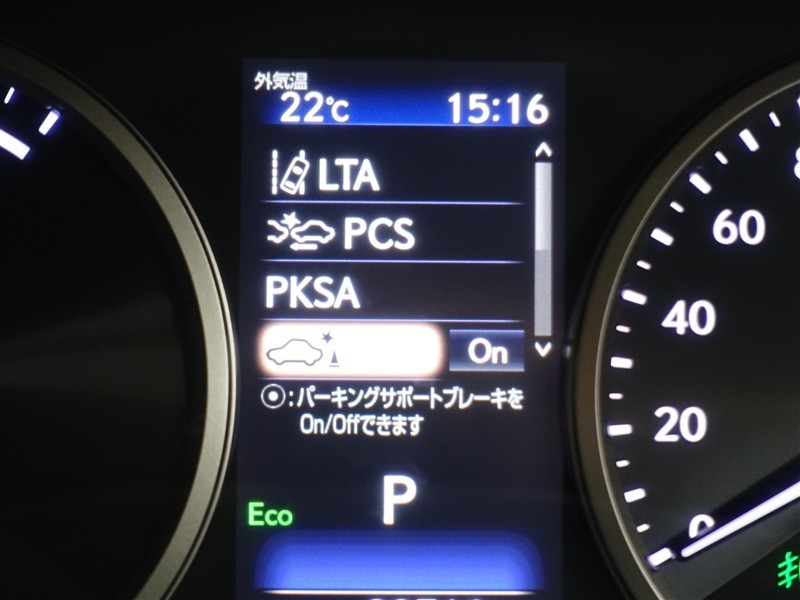 外気温
22℃ 15:16
LTA
PCS
PKSA
On
⦿:パーキングサポートブレーキを
On/Offできます
P
Eco
60
40
20
0